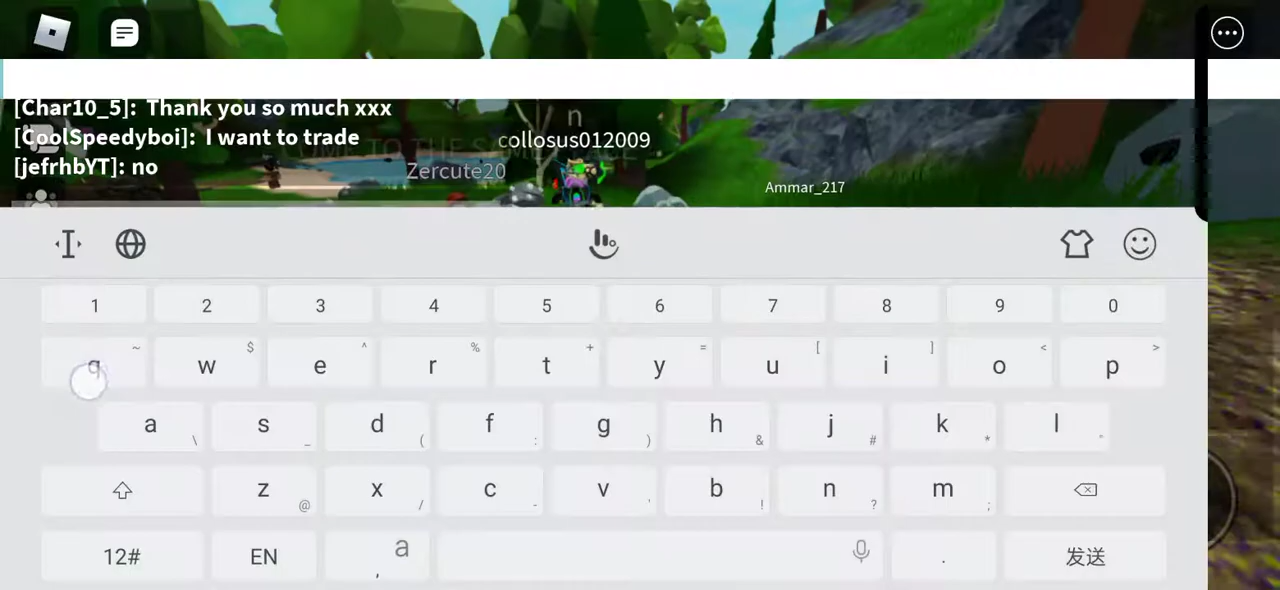 [Char10_5]: Thank you so much xxx
n
[CoolSpeedyboi]: I want to trade
collosus012009
[jefrhbYT]: no
Zercute20
Ammar_217
1 2 3 4 5 6 7 8 9 0
~ $ ^ % + = [ ] < >
q w e r t y u i o p
a s d f g h j k l
\ _ ( : ) & # * "
z x c v b n m
@ / - ' ! ? ;
12# EN , a . 发送